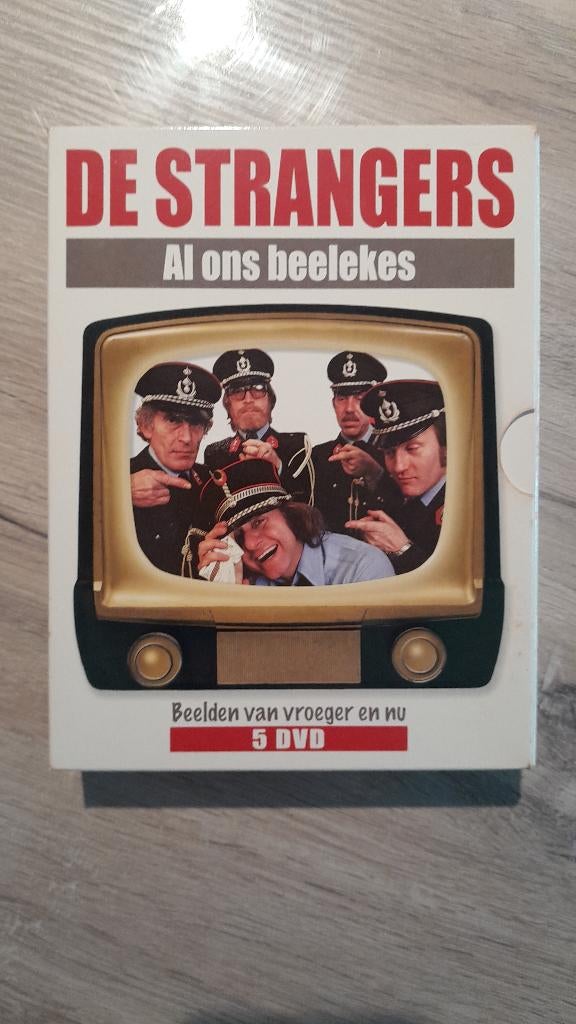 DE STRANGERS
Al ons beelekes
Beelden van vroeger en nu
5 DVD